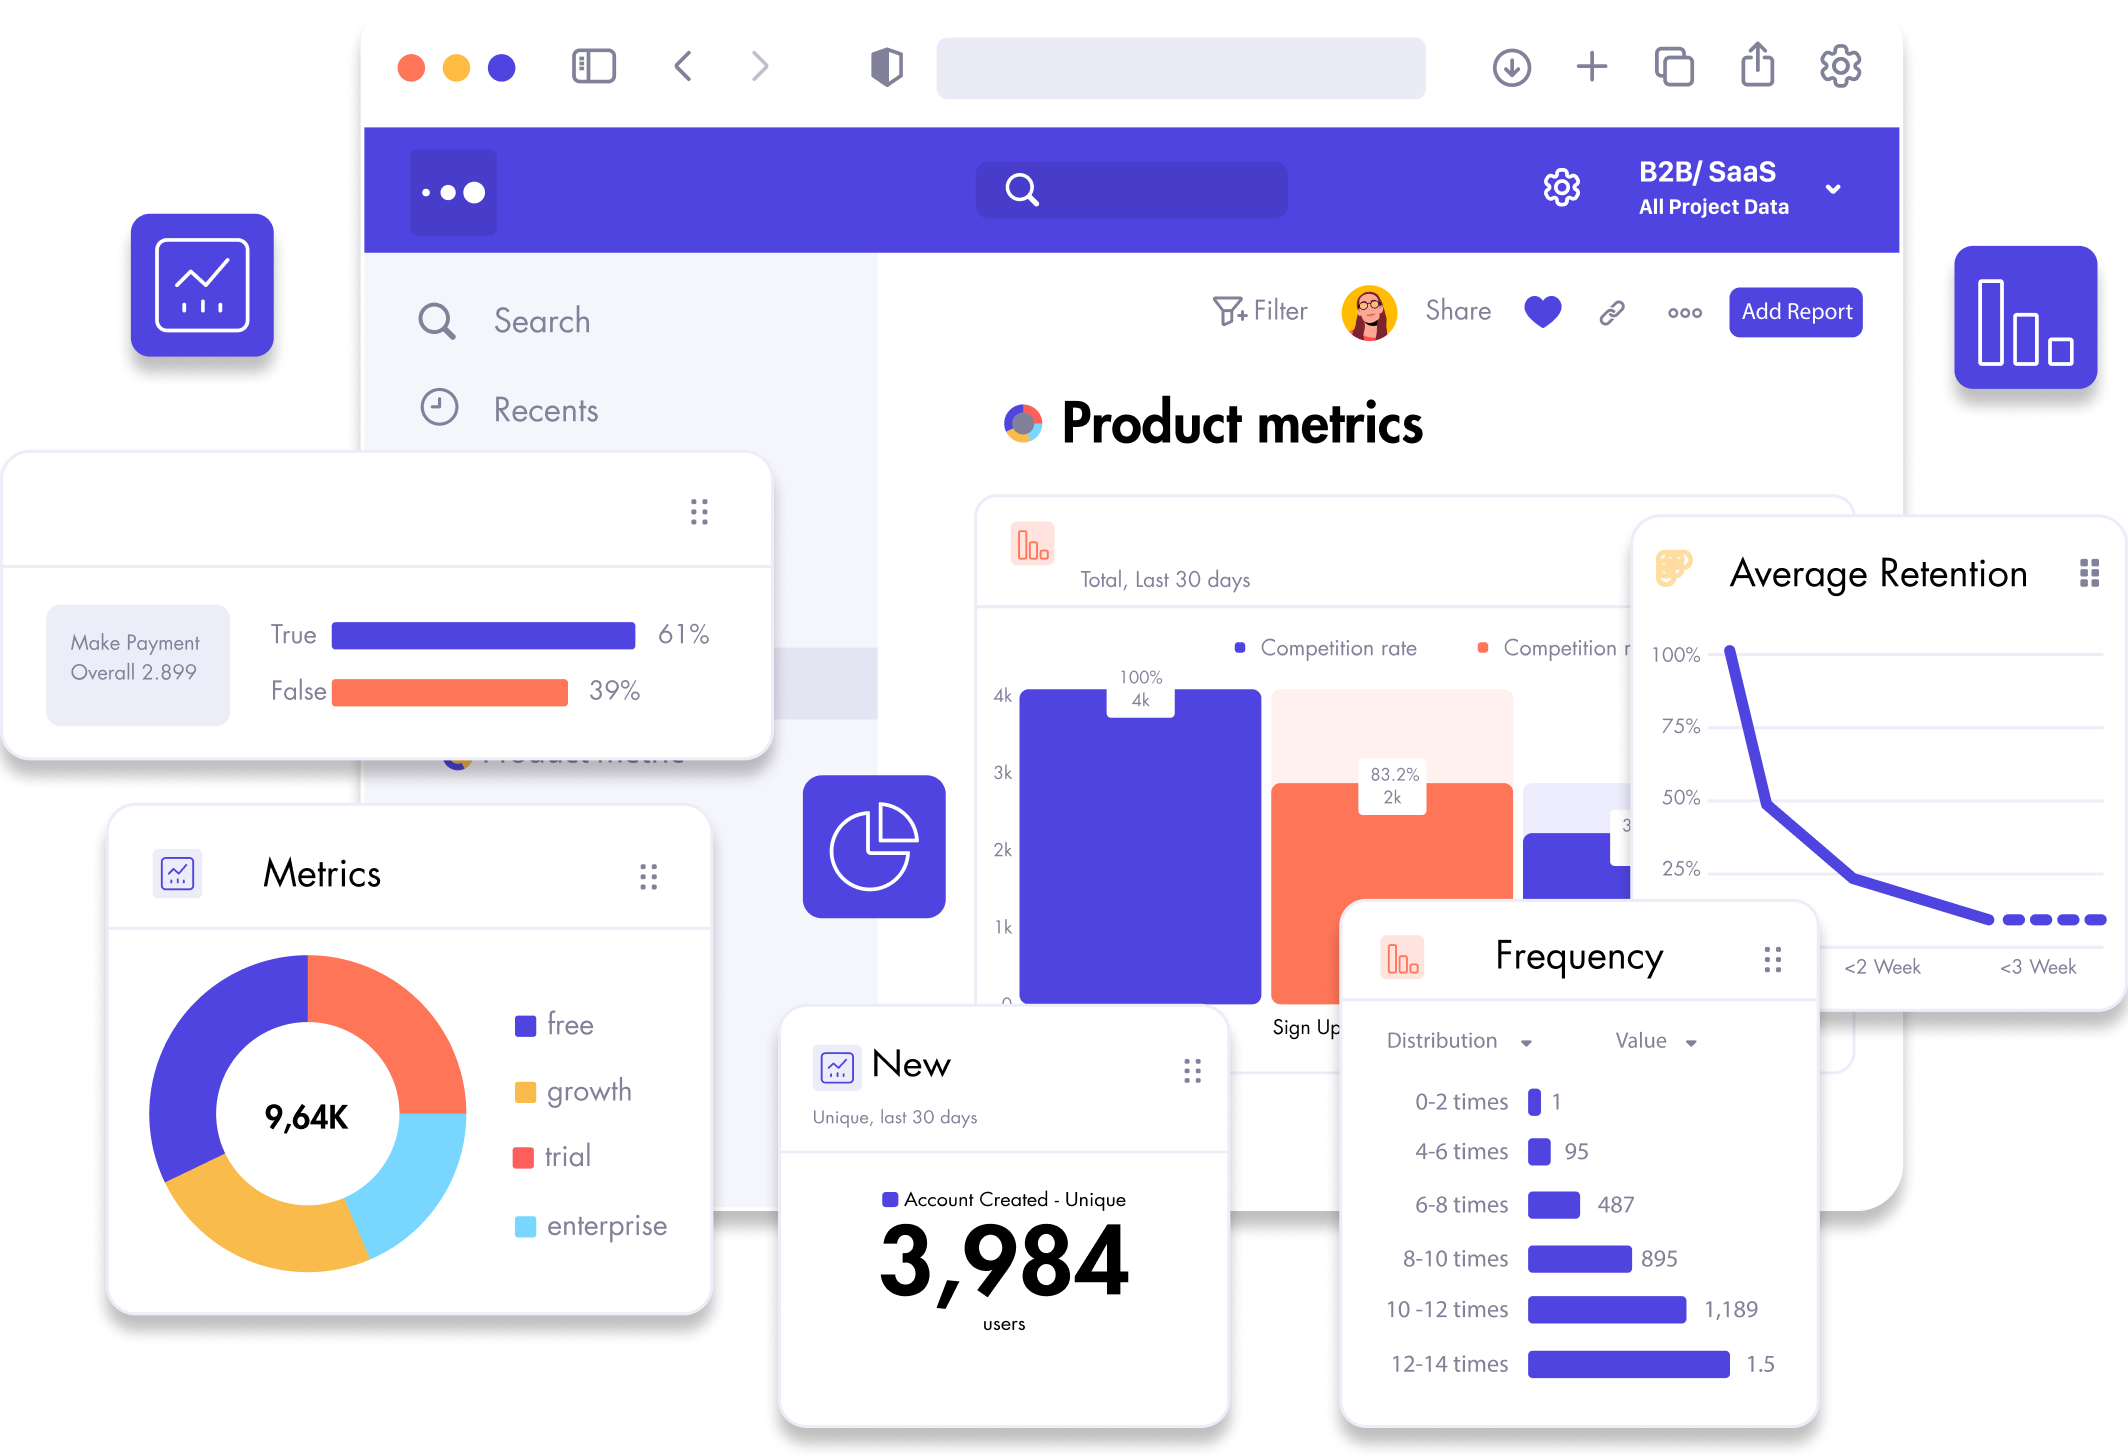 B2B/ SaaS
All Project Data
Search
Recents
Filter
Share
Add Report
Product metrics
Total, Last 30 days
Competition rate
Competition
100%
4k
83.2%
2k
3
4k
3k
2k
1k
0
Sign Up
Make Payment
Overall 2.899
True
61%
False
39%
Product metric
Average Retention
100%
75%
50%
25%
<2 Week
<3 Week
Metrics
9,64K
free
growth
trial
enterprise
New
Unique, last 30 days
Account Created - Unique
3,984
users
Frequency
Distribution
Value
0-2 times
1
4-6 times
95
6-8 times
487
8-10 times
895
10 -12 times
1,189
12-14 times
1.5